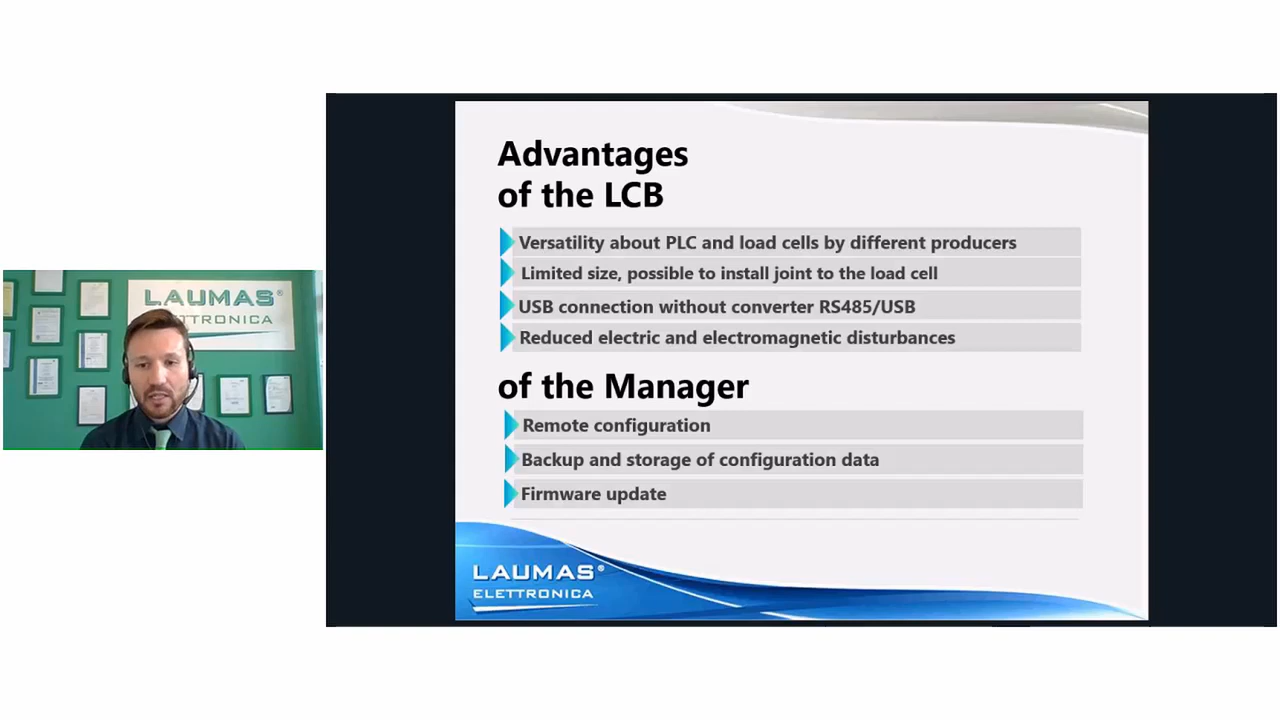 LAUMAS®
ELETTRONICA
Advantages
of the LCB
Versatility about PLC and load cells by different producers
Limited size, possible to install joint to the load cell
USB connection without converter RS485/USB
Reduced electric and electromagnetic disturbances
of the Manager
Remote configuration
Backup and storage of configuration data
Firmware update
LAUMAS®
ELETTRONICA